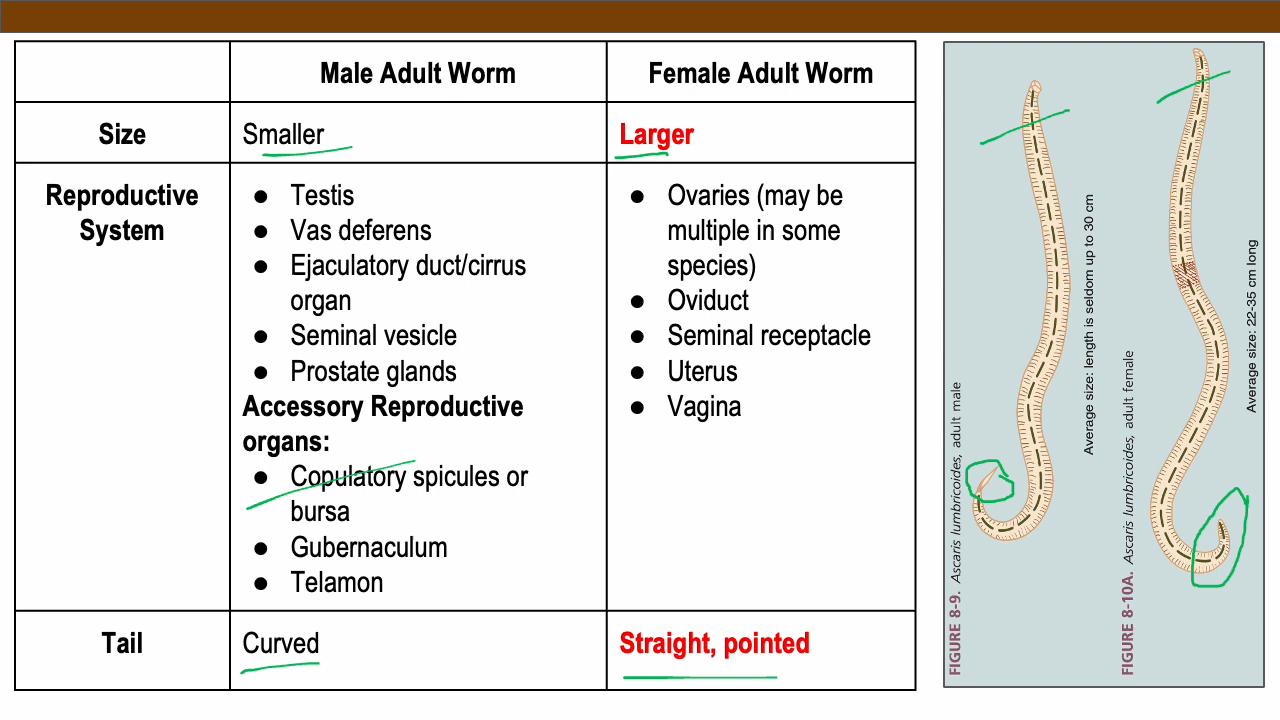 Male Adult Worm
Female Adult Worm
Size
Smaller
Larger
Reproductive
System
● Testis
● Vas deferens
● Ejaculatory duct/cirrus
organ
● Seminal vesicle
● Prostate glands
Accessory Reproductive
organs:
● Copulatory spicules or
bursa
● Gubernaculum
● Telamon
● Ovaries (may be
multiple in some
species)
● Oviduct
● Seminal receptacle
● Uterus
● Vagina
Tail
Curved
Straight, pointed
FIGURE 8-9. Ascaris lumbricoides, adult male
Average size: length is seldom up to 30 cm
FIGURE 8-10A. Ascaris lumbricoides, adult female
Average size: 22-35 cm long